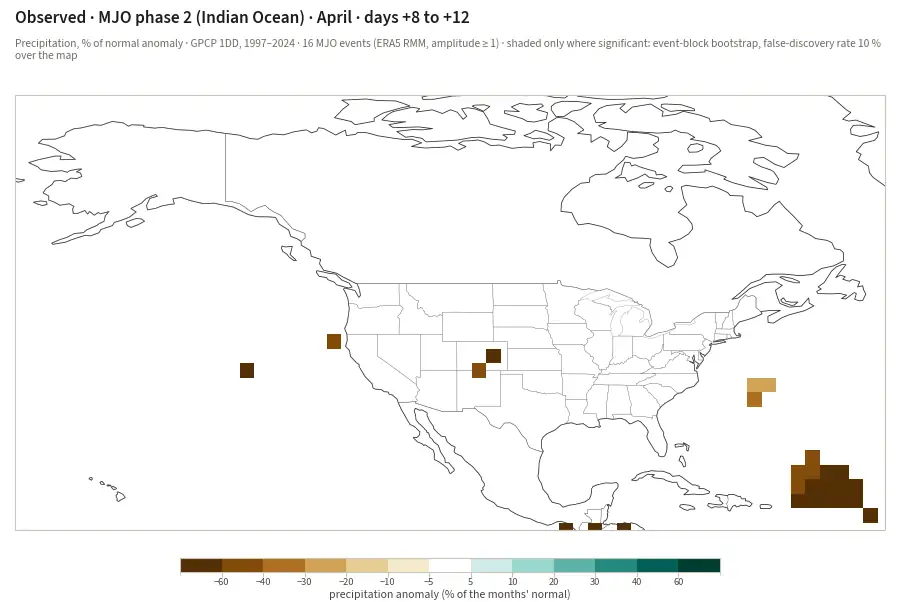 Observed · MJO phase 2 (Indian Ocean) · April · days +8 to +12
Precipitation, % of normal anomaly · GPCP 1DD, 1997–2024 · 16 MJO events (ERA5 RMM, amplitude ≥ 1) · shaded only where significant: event-block bootstrap, false-discovery rate 10 %
over the map
−60 −40 −30 −20 −10 −5 5 10 20 30 40 60
precipitation anomaly (% of the months' normal)